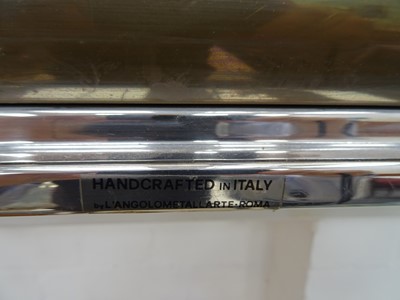 HANDCRAFTED IN ITALY
by L'ANGOLOMETALLARTE·ROMA